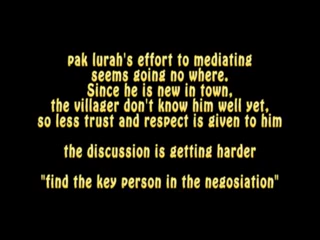 pak lurah's effort to mediating
seems going no where.
Since he is new in town,
the villager don't know him well yet,
so less trust and respect is given to him
the discussion is getting harder
"find the key person in the negosiation"